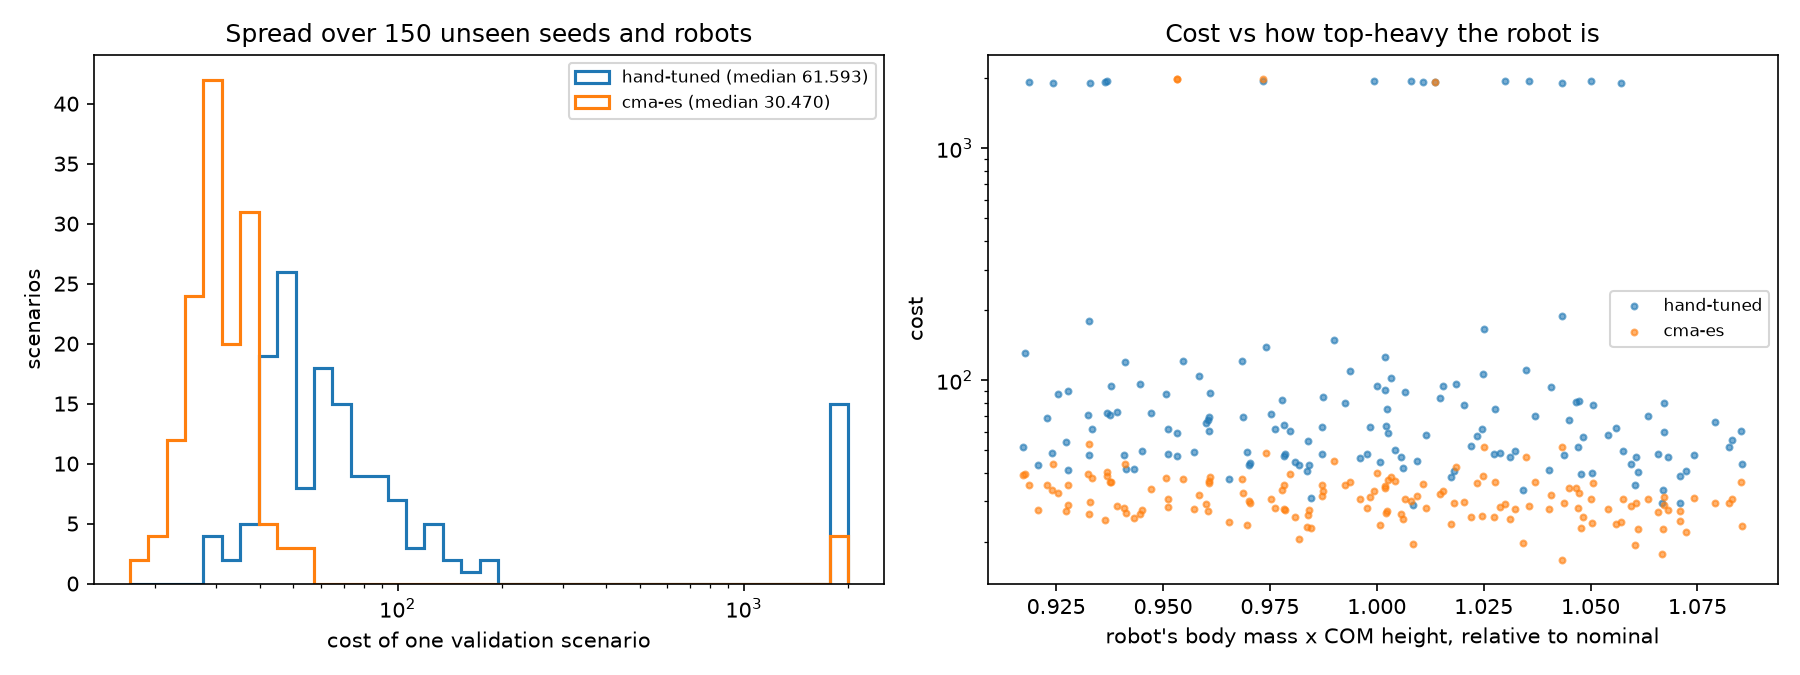 Spread over 150 unseen seeds and robots
hand-tuned (median 61.593)
cma-es (median 30.470)
scenarios
40
35
30
25
20
15
10
5
0
10²
10³
cost of one validation scenario
Cost vs how top-heavy the robot is
hand-tuned
cma-es
cost
10³
10²
0.925
0.950
0.975
1.000
1.025
1.050
1.075
robot's body mass x COM height, relative to nominal